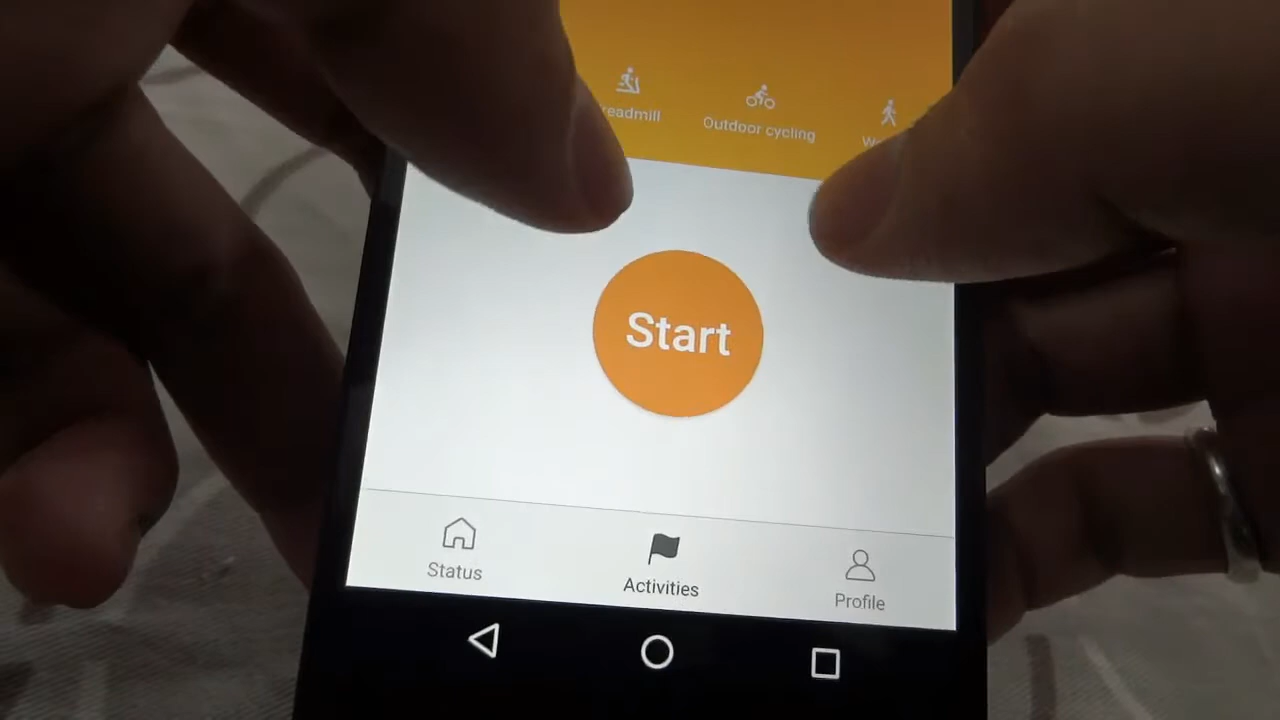 Outdoor cycling
Start
Status
Activities
Profile